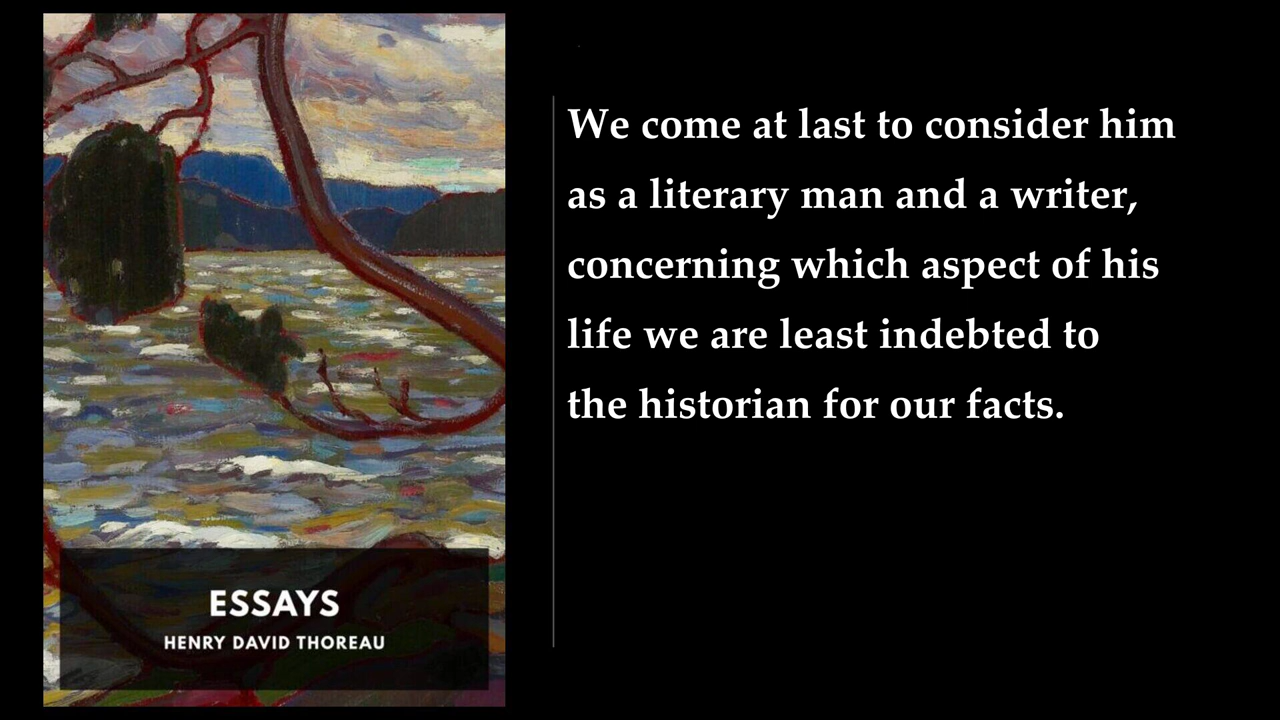 ESSAYS
HENRY DAVID THOREAU
We come at last to consider him
as a literary man and a writer,
concerning which aspect of his
life we are least indebted to
the historian for our facts.